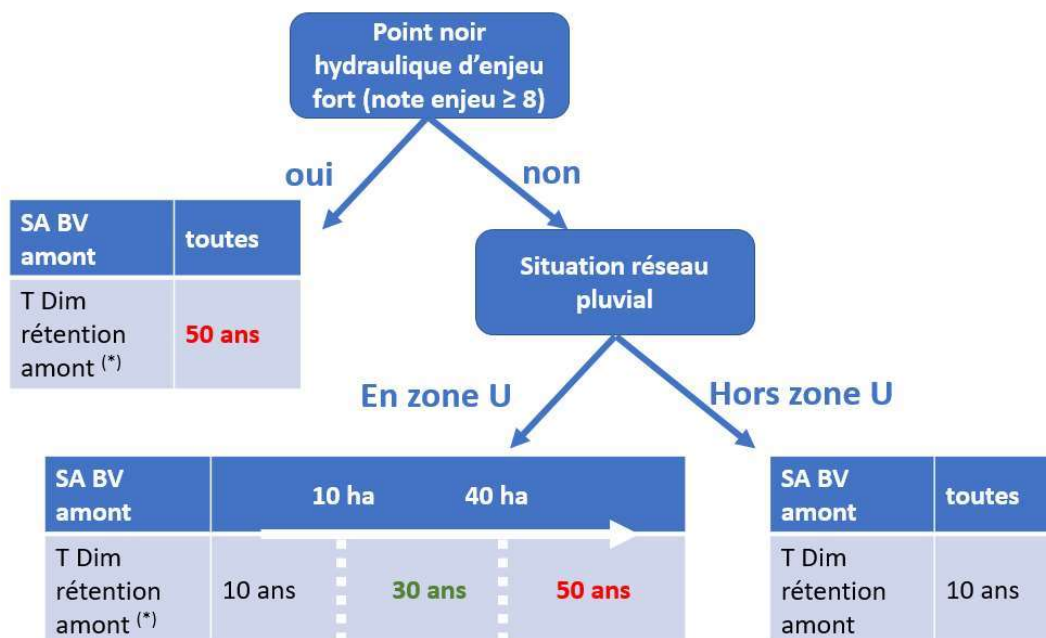 Point noir
hydraulique d'enjeu
fort (note enjeu ≥ 8)
oui
non
SA BV
amont
toutes
T Dim
rétention
amont (*)
50 ans
Situation réseau
pluvial
En zone U
Hors zone U
SA BV
amont
10 ha
40 ha
T Dim
rétention
amont (*)
10 ans
30 ans
50 ans
SA BV
amont
toutes
T Dim
rétention
amont
10 ans